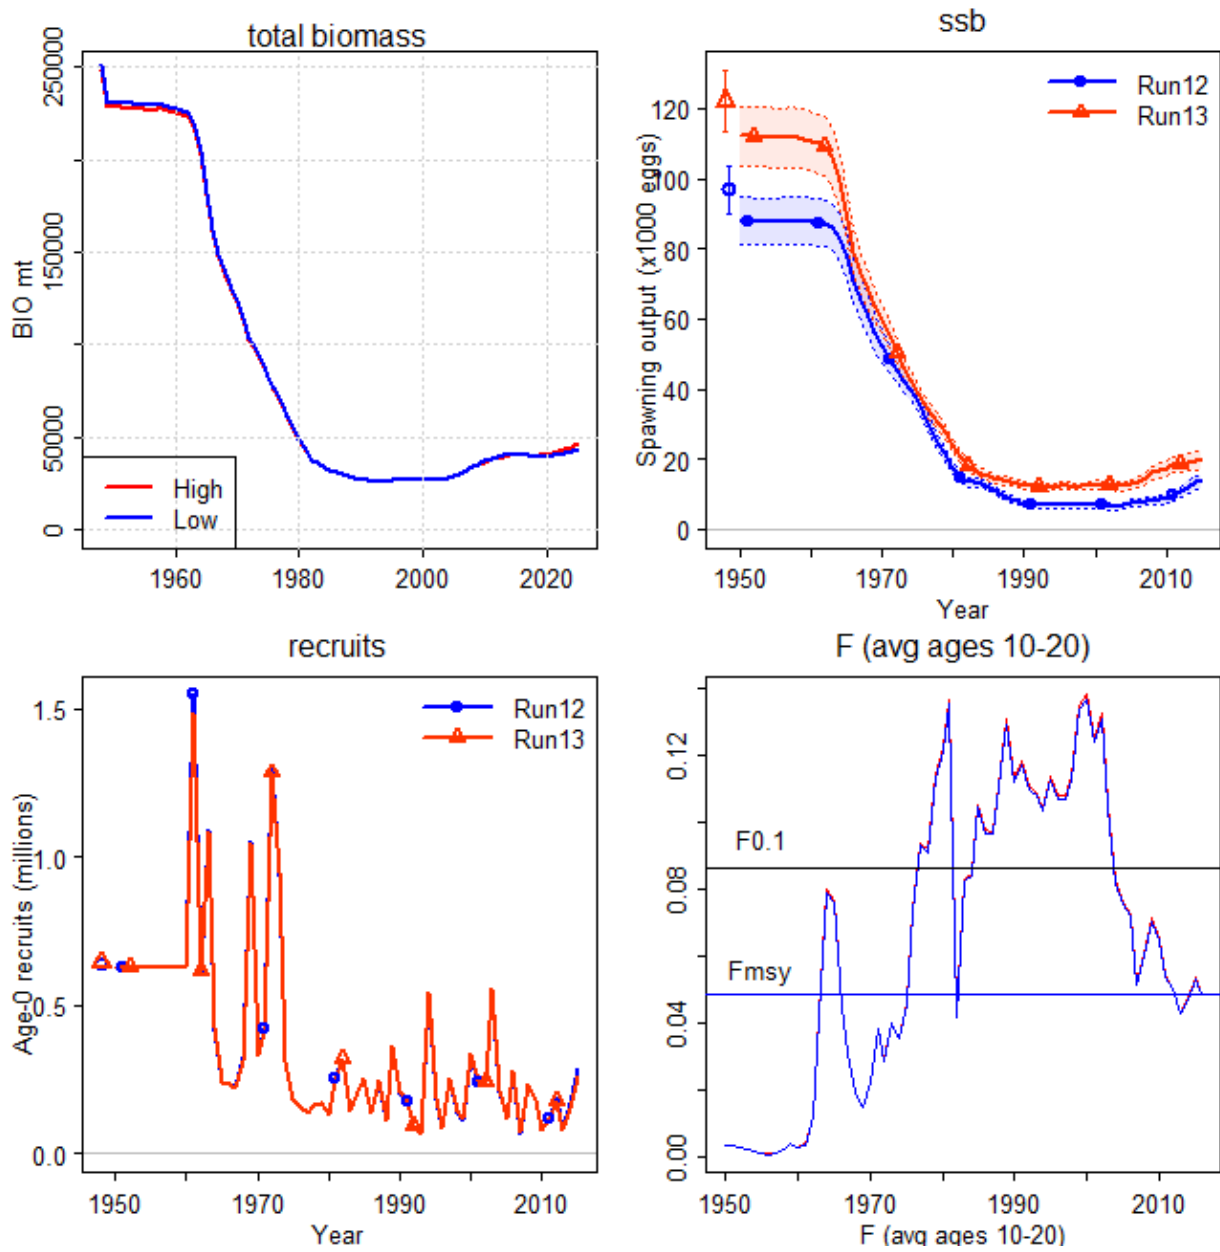 total biomass
BIO mt
250000
150000
50000
0
High
Low
1960
1980
2000
2020
ssb
Spawning output (x1000 eggs)
120
100
80
60
40
20
0
Run12
Run13
1950
1970
1990
2010
Year
recruits
Age-0 recruits (millions)
1.5
1.0
0.5
0.0
Run12
Run13
1950
1970
1990
2010
Year
F (avg ages 10-20)
0.12
0.08
0.04
0.00
F0.1
Fmsy
1950
1970
1990
2010
F (avg ages 10-20)